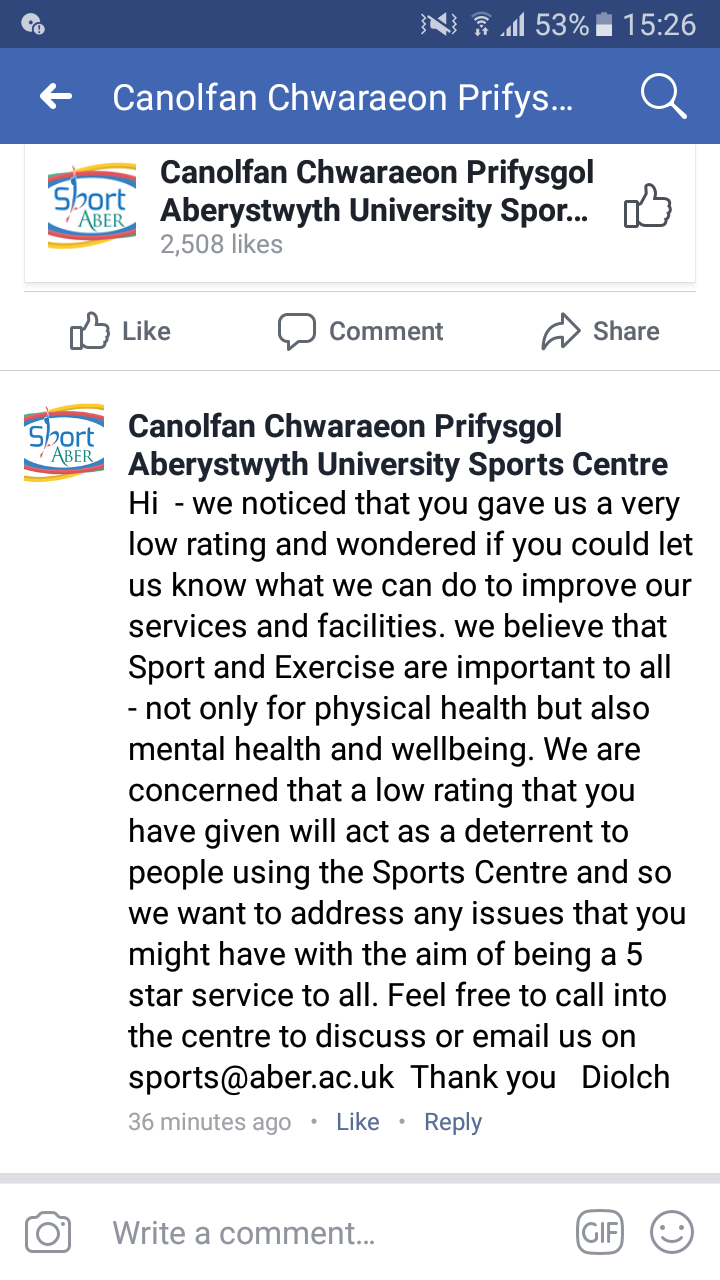 53% 15:26
Canolfan Chwaraeon Prifys...
Sport
ABER
Canolfan Chwaraeon Prifysgol
Aberystwyth University Spor...
2,508 likes
Like Comment Share
Sport
ABER
Canolfan Chwaraeon Prifysgol
Aberystwyth University Sports Centre
Hi - we noticed that you gave us a very
low rating and wondered if you could let
us know what we can do to improve our
services and facilities. we believe that
Sport and Exercise are important to all
- not only for physical health but also
mental health and wellbeing. We are
concerned that a low rating that you
have given will act as a deterrent to
people using the Sports Centre and so
we want to address any issues that you
might have with the aim of being a 5
star service to all. Feel free to call into
the centre to discuss or email us on
sports@aber.ac.uk Thank you Diolch
36 minutes ago • Like • Reply
Write a comment... GIF